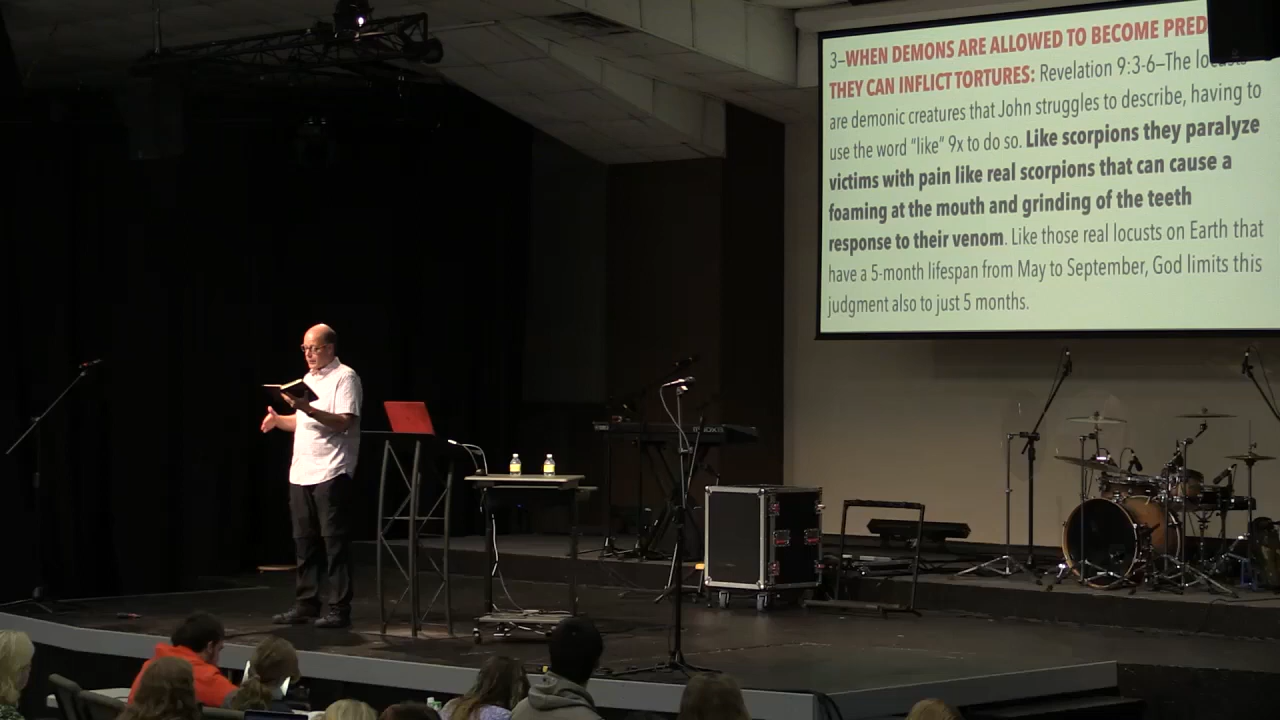 3–WHEN DEMONS ARE ALLOWED TO BECOME
THEY CAN INFLICT TORTURES: Revelation 9:3-6–The
are demonic creatures that John struggles to describe, having to
use the word “like” 9x to do so. Like scorpions they paralyze
victims with pain like real scorpions that can cause a
foaming at the mouth and grinding of the teeth
response to their venom. Like those real locusts on Earth that
have a 5-month lifespan from May to September, God limits this
judgment also to just 5 months.